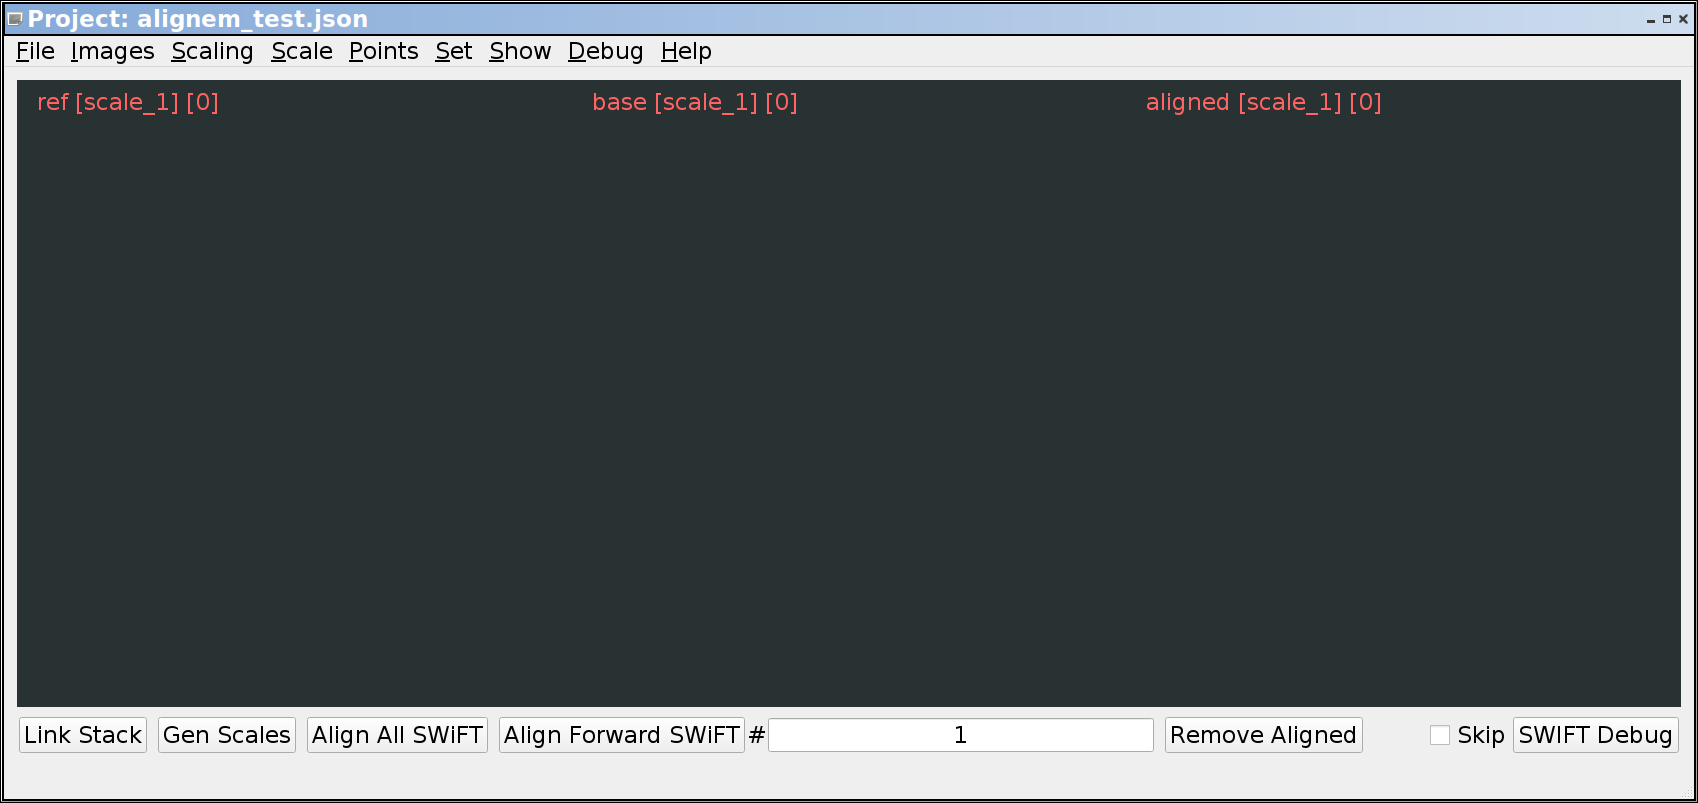 Project: alignem_test.json
File Images Scaling Scale Points Set Show Debug Help
ref [scale_1] [0] base [scale_1] [0] aligned [scale_1] [0]
Link Stack Gen Scales Align All SWiFT Align Forward SWiFT # 1 Remove Aligned Skip SWIFT Debug